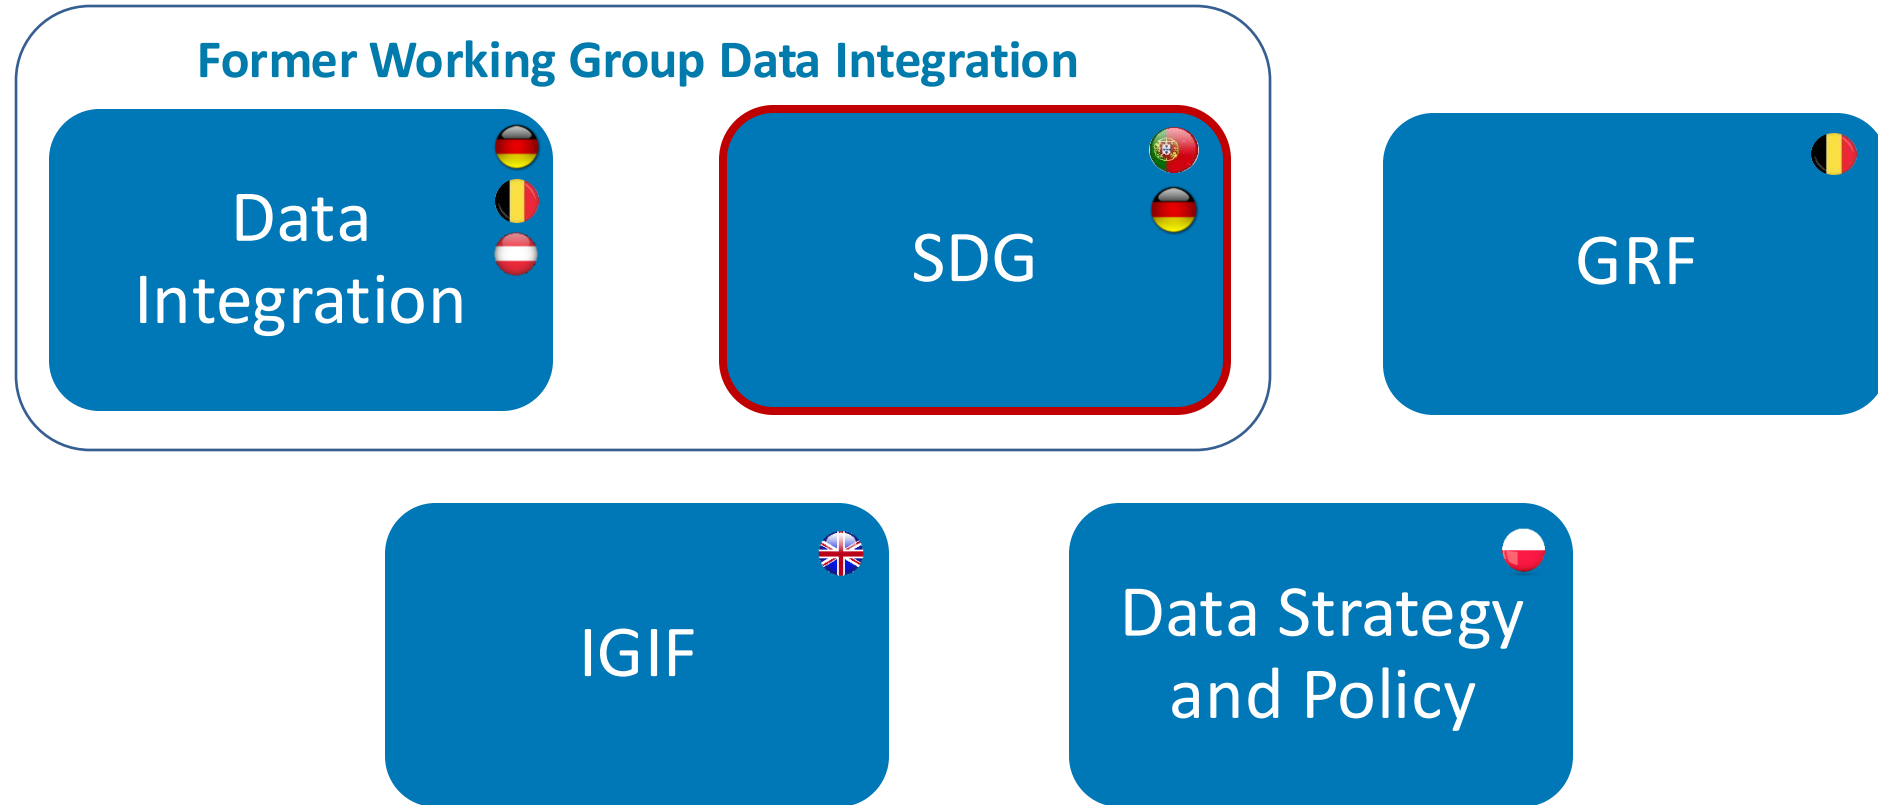 Former Working Group Data Integration
Data
Integration
SDG
GRF
IGIF
Data Strategy
and Policy